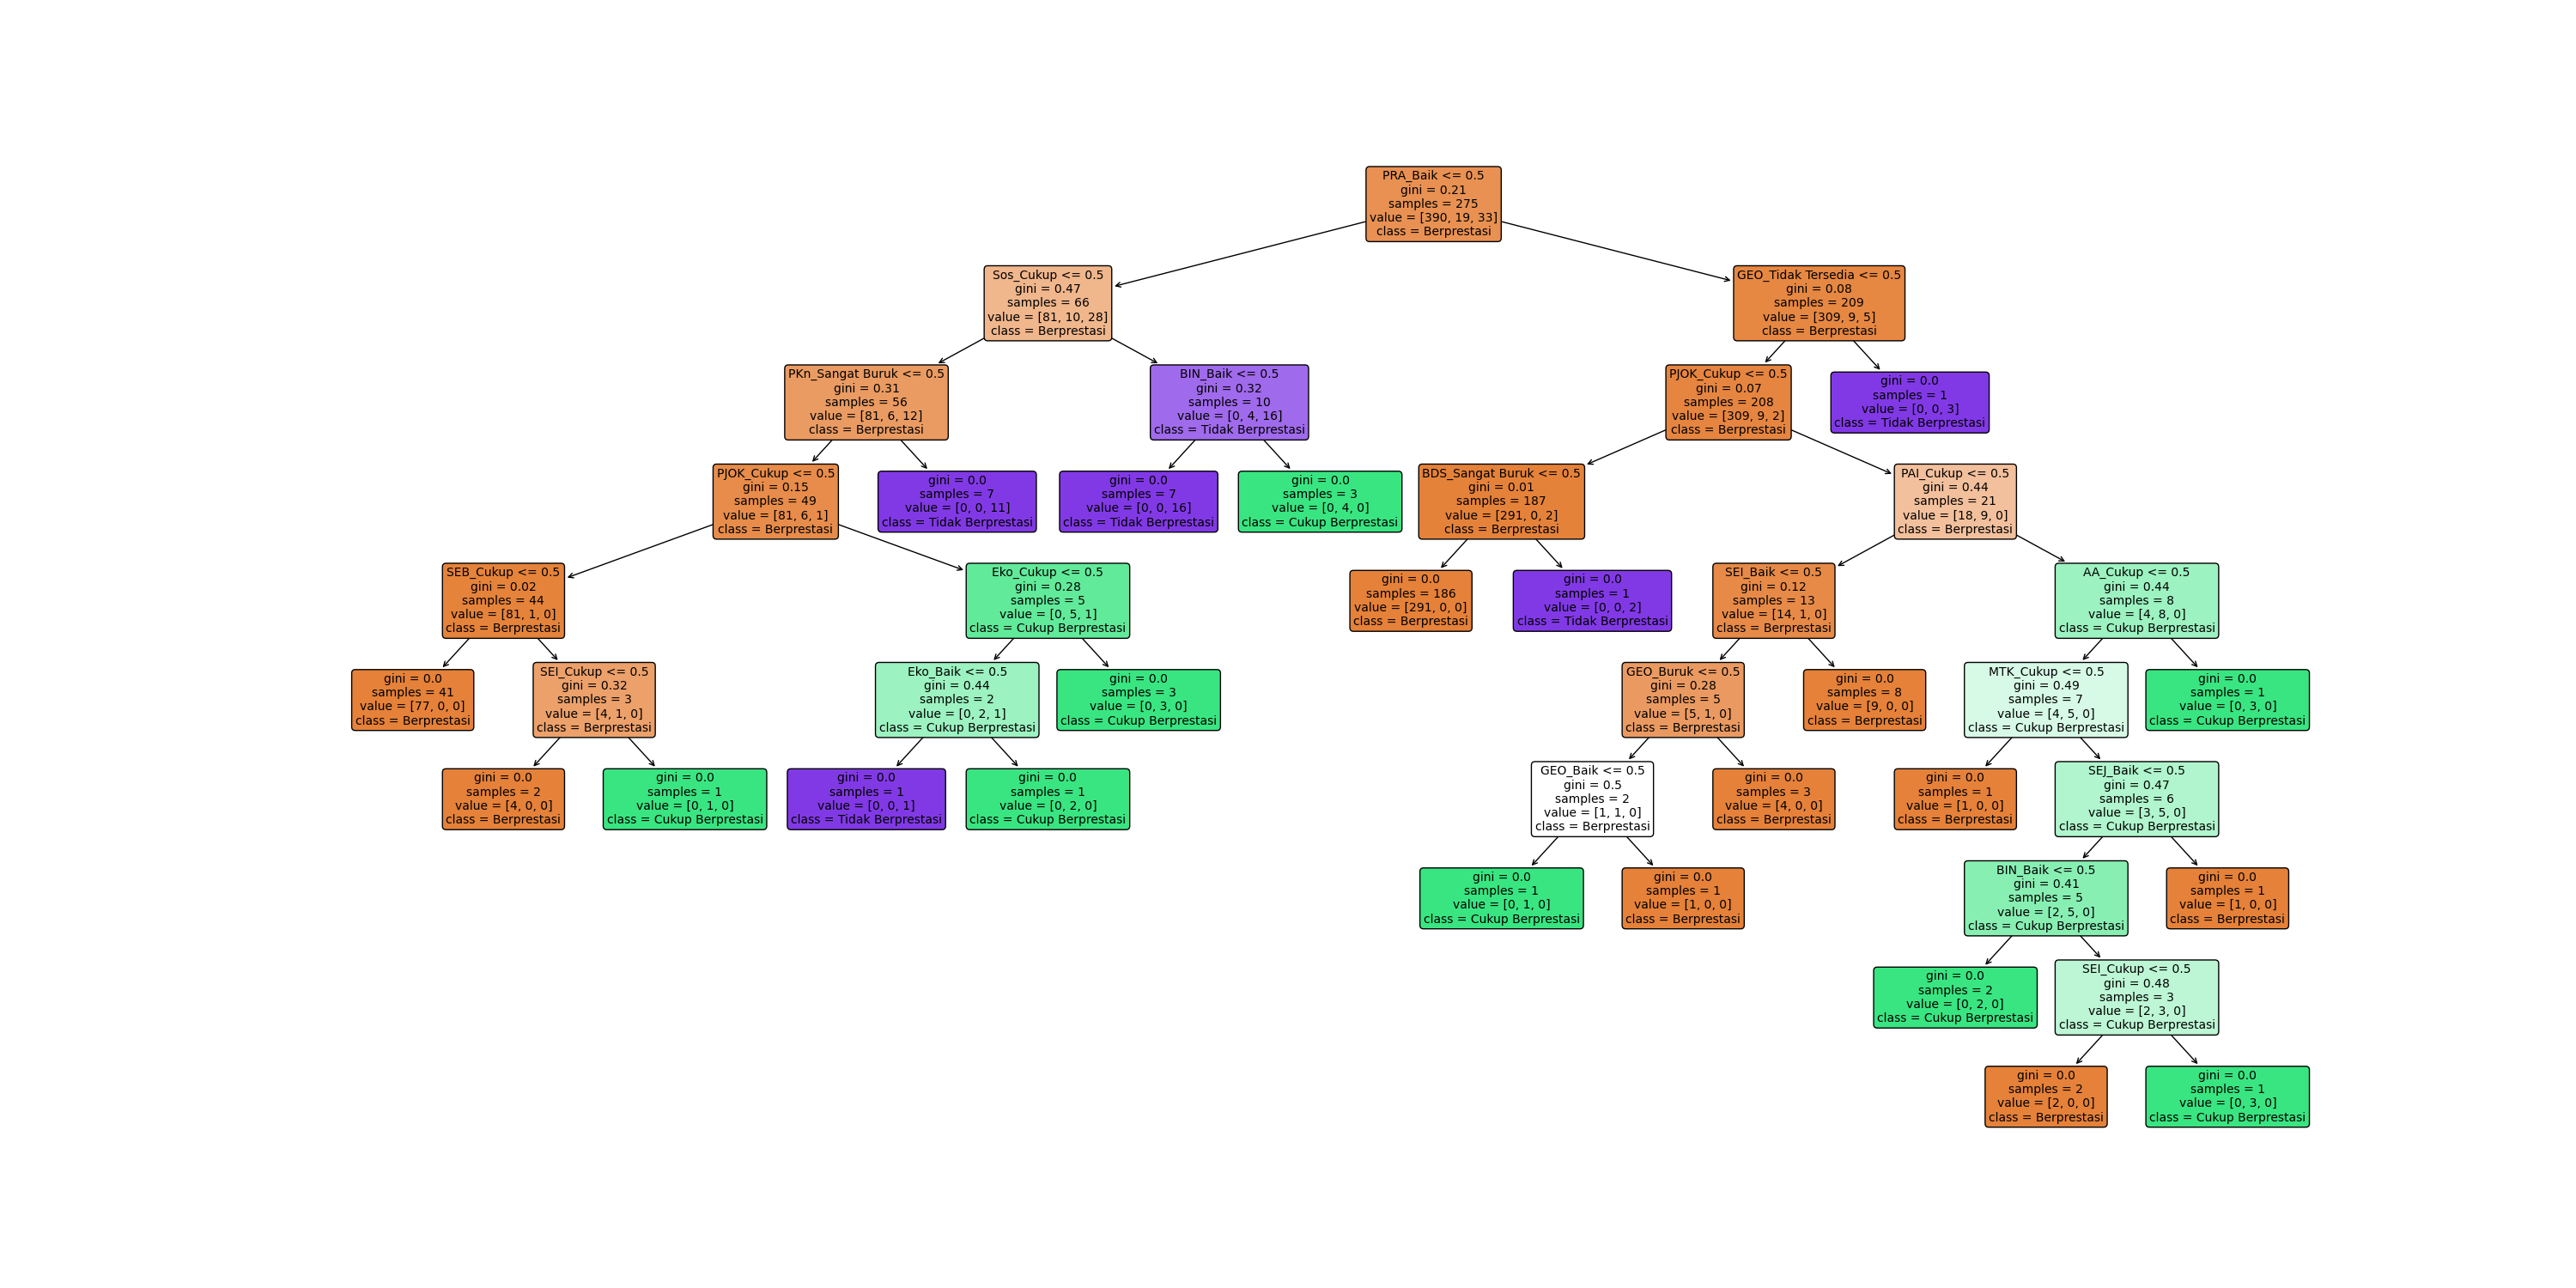 PRA_Baik <= 0.5
gini = 0.21
samples = 275
value = [390, 19, 33]
class = Berprestasi
Sos_Cukup <= 0.5
gini = 0.47
samples = 66
value = [81, 10, 28]
class = Berprestasi
GEO_Tidak Tersedia <= 0.5
gini = 0.08
samples = 209
value = [309, 9, 5]
class = Berprestasi
PKn_Sangat Buruk <= 0.5
gini = 0.31
samples = 56
value = [81, 6, 12]
class = Berprestasi
BIN_Baik <= 0.5
gini = 0.32
samples = 10
value = [0, 4, 16]
class = Tidak Berprestasi
PJOK_Cukup <= 0.5
gini = 0.07
samples = 208
value = [309, 9, 2]
class = Berprestasi
gini = 0.0
samples = 1
value = [0, 0, 3]
class = Tidak Berprestasi
PJOK_Cukup <= 0.5
gini = 0.15
samples = 49
value = [81, 6, 1]
class = Berprestasi
gini = 0.0
samples = 7
value = [0, 0, 11]
class = Tidak Berprestasi
gini = 0.0
samples = 7
value = [0, 0, 16]
class = Tidak Berprestasi
gini = 0.0
samples = 3
value = [0, 4, 0]
class = Cukup Berprestasi
BDS_Sangat Buruk <= 0.5
gini = 0.01
samples = 187
value = [291, 0, 2]
class = Berprestasi
PAI_Cukup <= 0.5
gini = 0.44
samples = 21
value = [18, 9, 0]
class = Berprestasi
SEB_Cukup <= 0.5
gini = 0.02
samples = 44
value = [81, 1, 0]
class = Berprestasi
Eko_Cukup <= 0.5
gini = 0.28
samples = 5
value = [0, 5, 1]
class = Cukup Berprestasi
gini = 0.0
samples = 186
value = [291, 0, 0]
class = Berprestasi
gini = 0.0
samples = 1
value = [0, 0, 2]
class = Tidak Berprestasi
SEI_Baik <= 0.5
gini = 0.12
samples = 13
value = [14, 1, 0]
class = Berprestasi
AA_Cukup <= 0.5
gini = 0.44
samples = 8
value = [4, 8, 0]
class = Cukup Berprestasi
gini = 0.0
samples = 41
value = [77, 0, 0]
class = Berprestasi
SEI_Cukup <= 0.5
gini = 0.32
samples = 3
value = [4, 1, 0]
class = Berprestasi
Eko_Baik <= 0.5
gini = 0.44
samples = 2
value = [0, 2, 1]
class = Cukup Berprestasi
gini = 0.0
samples = 3
value = [0, 3, 0]
class = Cukup Berprestasi
GEO_Buruk <= 0.5
gini = 0.28
samples = 5
value = [5, 1, 0]
class = Berprestasi
gini = 0.0
samples = 8
value = [9, 0, 0]
class = Berprestasi
MTK_Cukup <= 0.5
gini = 0.49
samples = 7
value = [4, 5, 0]
class = Cukup Berprestasi
gini = 0.0
samples = 1
value = [0, 3, 0]
class = Cukup Berprestasi
gini = 0.0
samples = 2
value = [4, 0, 0]
class = Berprestasi
gini = 0.0
samples = 1
value = [0, 1, 0]
class = Cukup Berprestasi
gini = 0.0
samples = 1
value = [0, 0, 1]
class = Tidak Berprestasi
gini = 0.0
samples = 1
value = [0, 2, 0]
class = Cukup Berprestasi
GEO_Baik <= 0.5
gini = 0.5
samples = 2
value = [1, 1, 0]
class = Berprestasi
gini = 0.0
samples = 3
value = [4, 0, 0]
class = Berprestasi
gini = 0.0
samples = 1
value = [1, 0, 0]
class = Berprestasi
SEJ_Baik <= 0.5
gini = 0.47
samples = 6
value = [3, 5, 0]
class = Cukup Berprestasi
gini = 0.0
samples = 1
value = [0, 1, 0]
class = Cukup Berprestasi
gini = 0.0
samples = 1
value = [1, 0, 0]
class = Berprestasi
BIN_Baik <= 0.5
gini = 0.41
samples = 5
value = [2, 5, 0]
class = Cukup Berprestasi
gini = 0.0
samples = 1
value = [1, 0, 0]
class = Berprestasi
gini = 0.0
samples = 2
value = [0, 2, 0]
class = Cukup Berprestasi
SEI_Cukup <= 0.5
gini = 0.48
samples = 3
value = [2, 3, 0]
class = Cukup Berprestasi
gini = 0.0
samples = 2
value = [2, 0, 0]
class = Berprestasi
gini = 0.0
samples = 1
value = [0, 3, 0]
class = Cukup Berprestasi